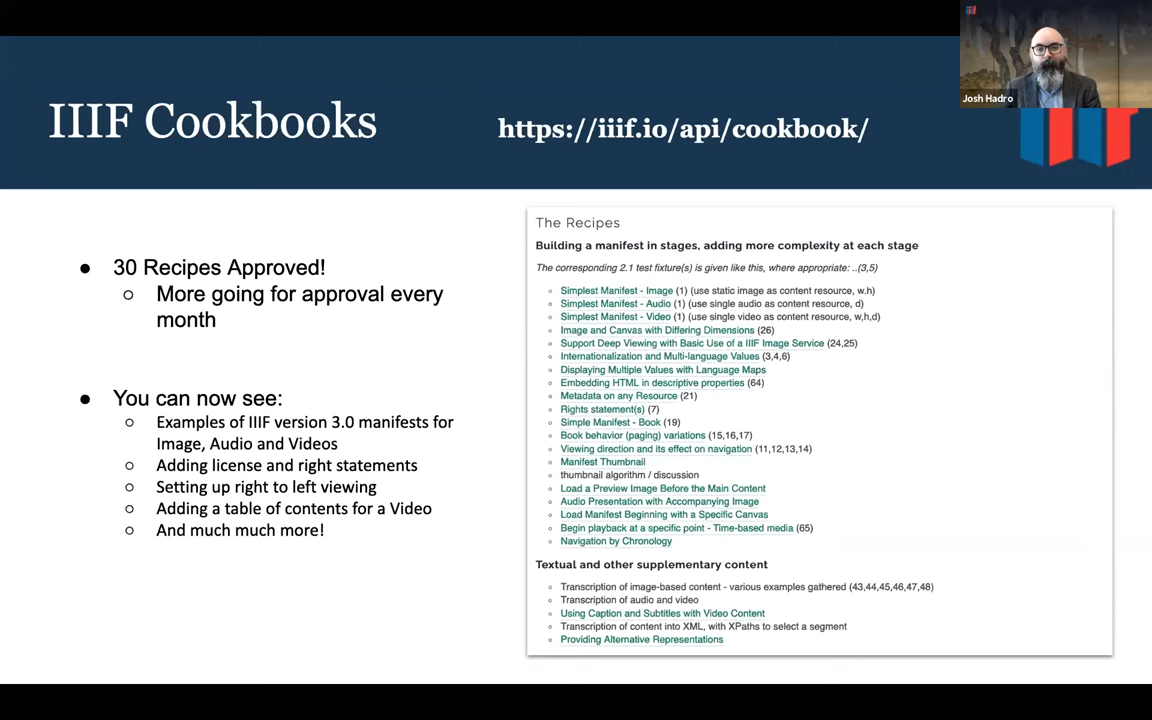 IIIF Cookbooks
https://iiif.io/api/cookbook/
Josh Hadro
● 30 Recipes Approved!
○ More going for approval every
month
● You can now see:
○ Examples of IIIF version 3.0 manifests for
Image, Audio and Videos
○ Adding license and right statements
○ Setting up right to left viewing
○ Adding a table of contents for a Video
○ And much much more!
The Recipes
Building a manifest in stages, adding more complexity at each stage
The corresponding 2.1 test fixture(s) is given like this, where appropriate: ..(3,5)
Simplest Manifest - Image (1) (use static image as content resource, w.h)
Simplest Manifest - Audio (1) (use single audio as content resource, d)
Simplest Manifest - Video (1) (use single video as content resource, w,h,d)
Image and Canvas with Differing Dimensions (26)
Support Deep Viewing with Basic Use of a IIIF Image Service (24,25)
Internationalization and Multi-language Values (3,4,6)
Displaying Multiple Values with Language Maps
Embedding HTML in descriptive properties (64)
Metadata on any Resource (21)
Rights statement(s) (7)
Simple Manifest - Book (19)
Book behavior (paging) variations (15,16,17)
Viewing direction and its effect on navigation (11,12,13,14)
Manifest Thumbnail
thumbnail algorithm / discussion
Load a Preview Image Before the Main Content
Audio Presentation with Accompanying Image
Load Manifest Beginning with a Specific Canvas
Begin playback at a specific point - Time-based media (65)
Navigation by Chronology
Textual and other supplementary content
Transcription of image-based content - various examples gathered (43,44,45,46,47,48)
Transcription of audio and video
Using Caption and Subtitles with Video Content
Transcription of content into XML, with XPaths to select a segment
Providing Alternative Representations